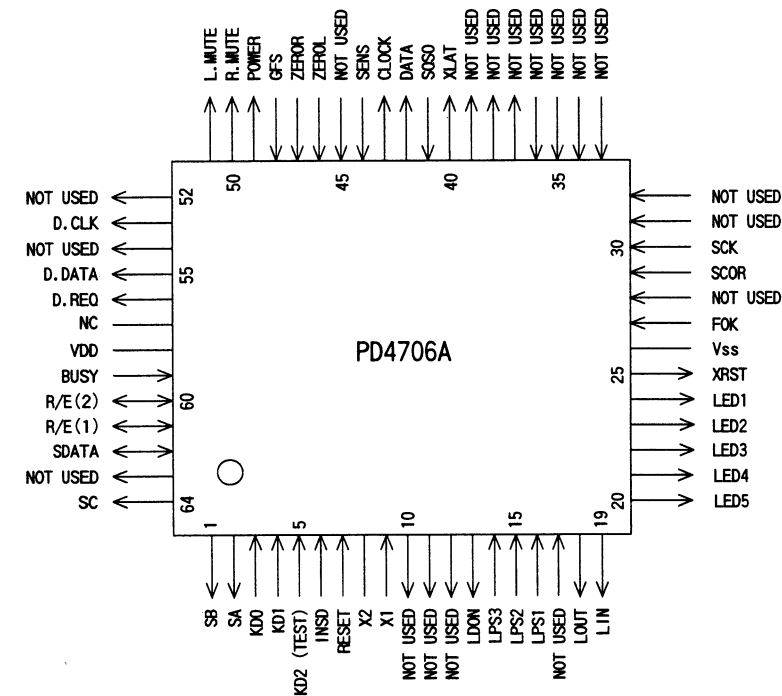 L.MUTE
R.MUTE
POWER
GFS
ZEROR
ZEROL
NOT USED
SENS
CLOCK
DATA
SOSO
XLAT
NOT USED
NOT USED
NOT USED
NOT USED
NOT USED
NOT USED
NOT USED
50
45
40
35
NOT USED
D.CLK
NOT USED
D.DATA
D.REQ
NC
VDD
BUSY
R/E(2)
R/E(1)
SDATA
NOT USED
SC
52
55
60
64
PD4706A
30
25
20
NOT USED
NOT USED
SCK
SCOR
NOT USED
FOK
Vss
XRST
LED1
LED2
LED3
LED4
LED5
1
5
10
15
19
SB
SA
KD0
KD1
KD2 (TEST)
INSD
RESET
X2
X1
NOT USED
NOT USED
NOT USED
LDON
LPS3
LPS2
LPS1
NOT USED
LOUT
LIN